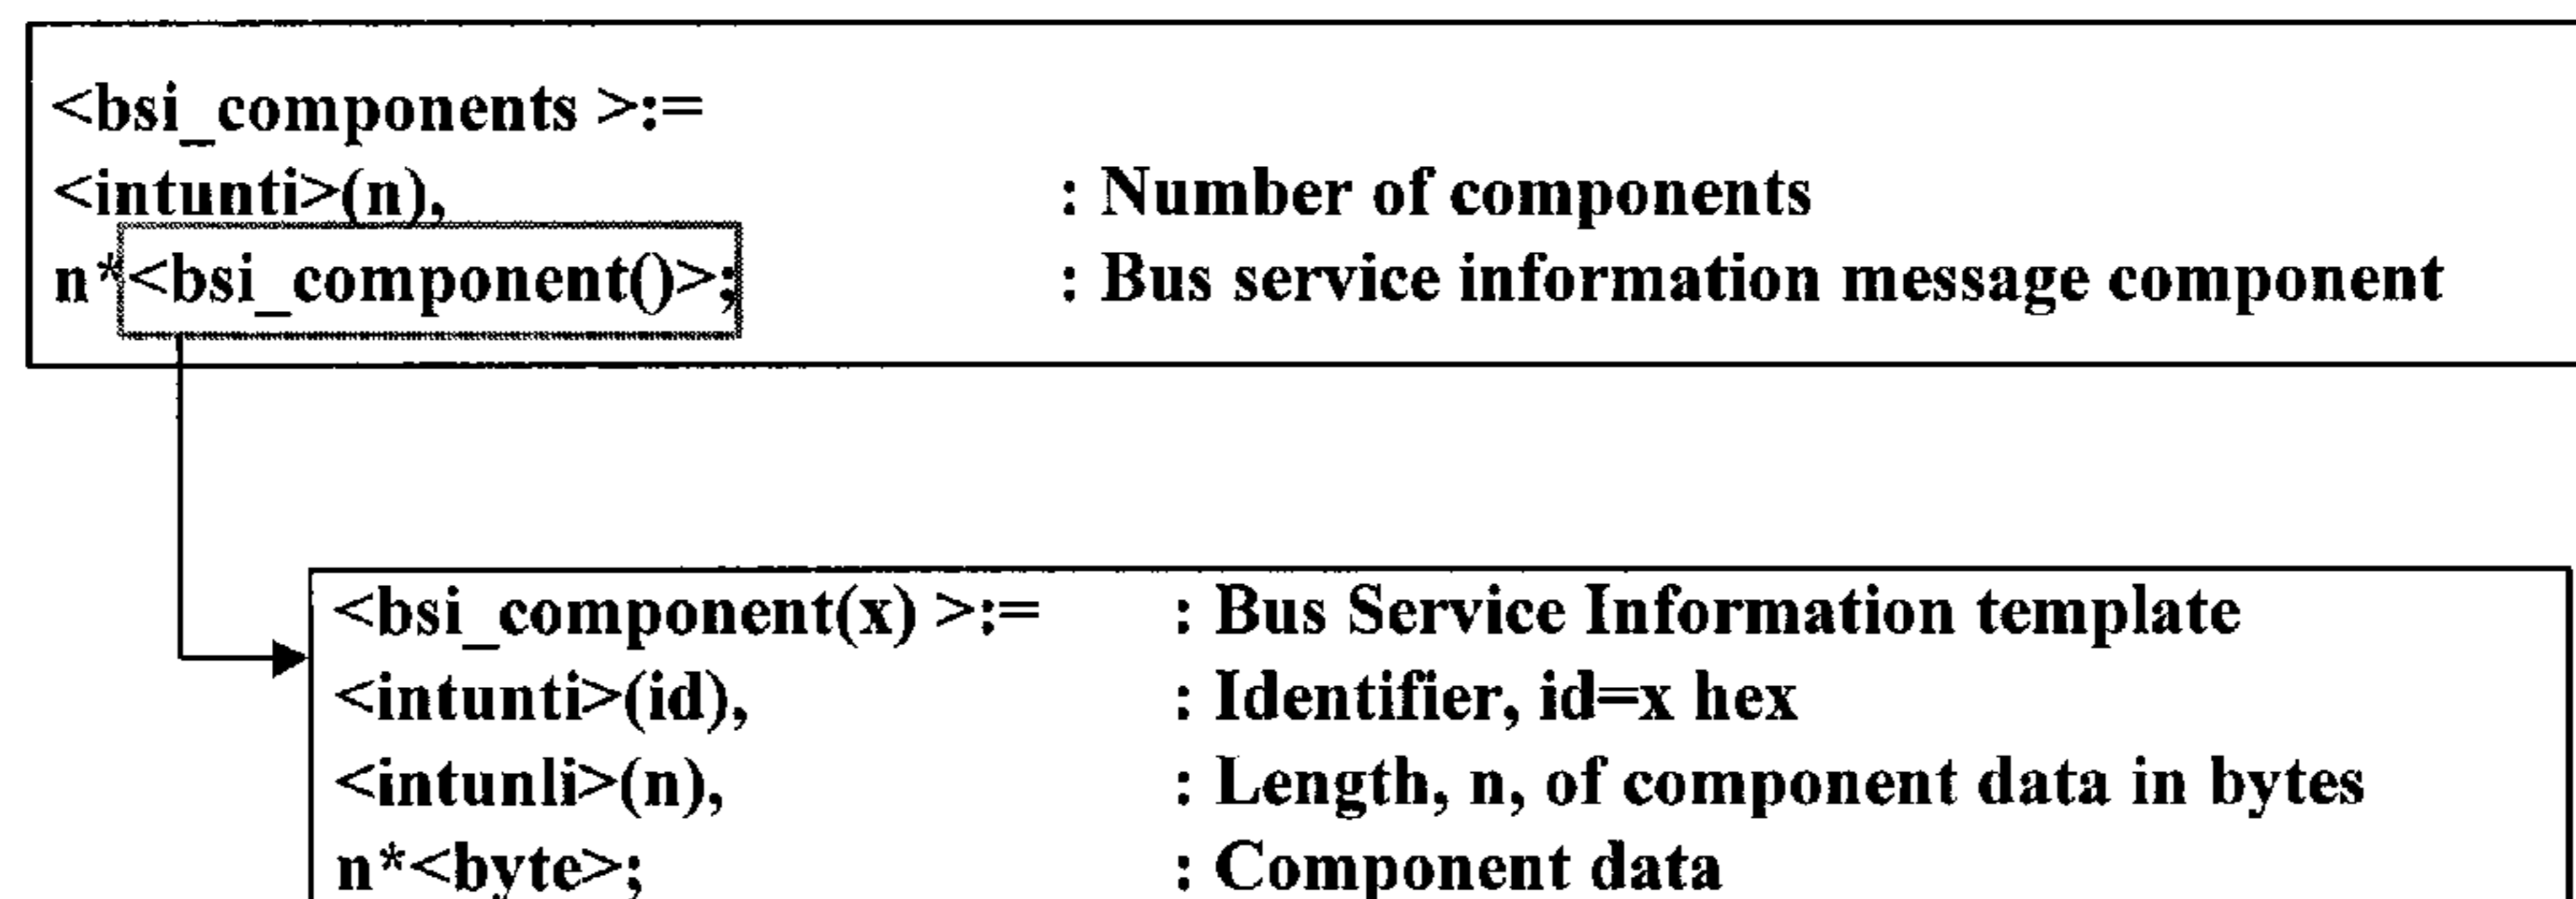 <bsi_components >:=
<intunti>(n), : Number of components
n*<bsi_component()>; : Bus service information message component
<bsi_component(x) >:= : Bus Service Information template
<intunti>(id), : Identifier, id=x hex
<intunli>(n), : Length, n, of component data in bytes
n*<byte>; : Component data